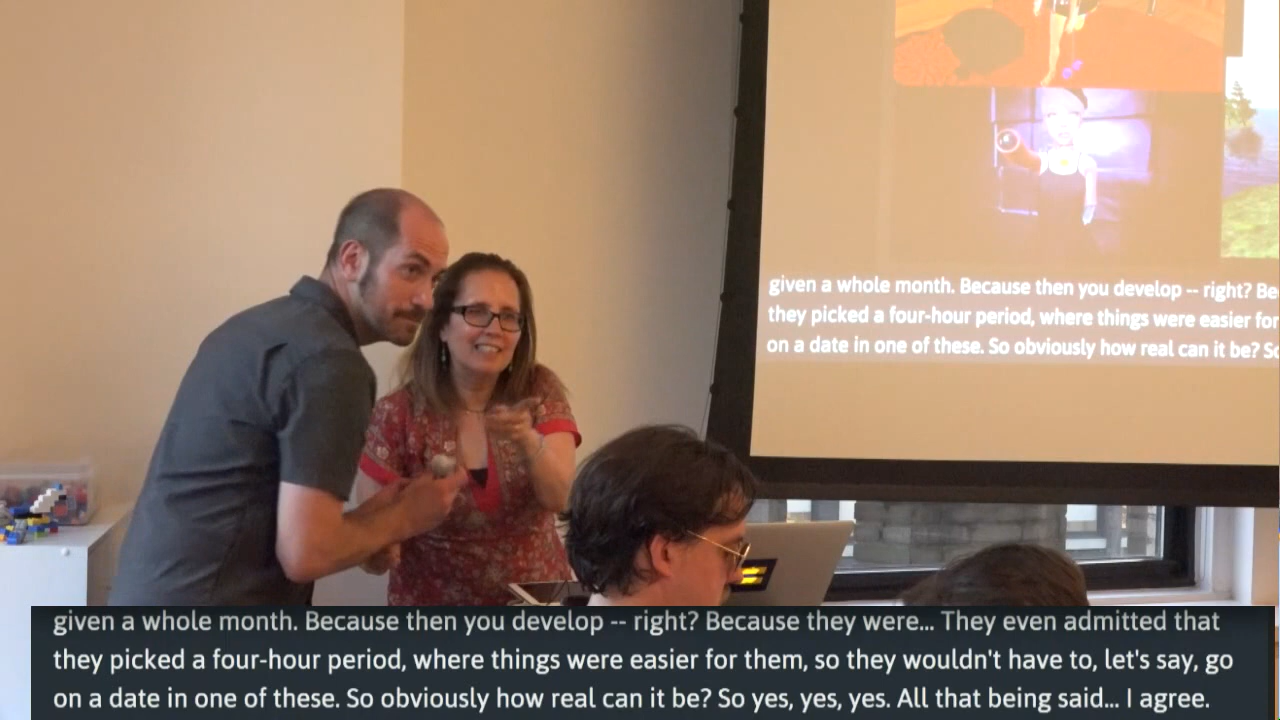 given a whole month. Because then you develop -- right? Be
they picked a four-hour period, where things were easier for
on a date in one of these. So obviously how real can it be? So
given a whole month. Because then you develop -- right? Because they were... They even admitted that
they picked a four-hour period, where things were easier for them, so they wouldn't have to, let's say, go
on a date in one of these. So obviously how real can it be? So yes, yes, yes. All that being said... I agree.